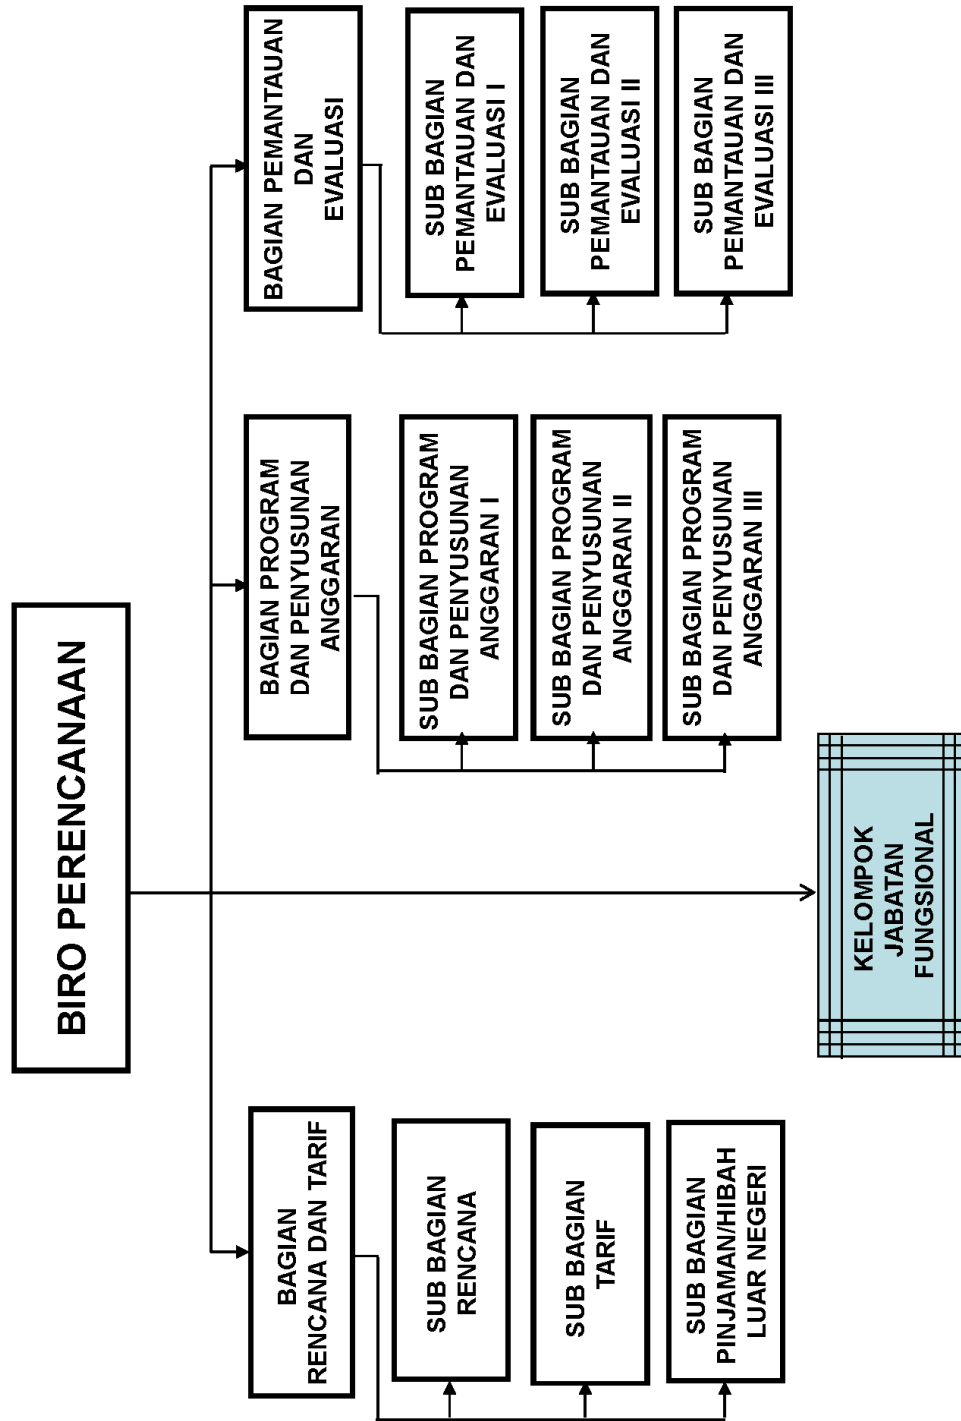 BIRO PERENCANAAN
BAGIAN
RENCANA DAN TARIF
SUB BAGIAN
RENCANA
SUB BAGIAN
TARIF
SUB BAGIAN
PINJAMAN/HIBAH
LUAR NEGERI
BAGIAN PROGRAM
DAN PENYUSUNAN
ANGGARAN
SUB BAGIAN PROGRAM
DAN PENYUSUNAN
ANGGARAN I
SUB BAGIAN PROGRAM
DAN PENYUSUNAN
ANGGARAN II
SUB BAGIAN PROGRAM
DAN PENYUSUNAN
ANGGARAN III
BAGIAN PEMANTAUAN
DAN
EVALUASI
SUB BAGIAN
PEMANTAUAN DAN
EVALUASI I
SUB BAGIAN
PEMANTAUAN DAN
EVALUASI II
SUB BAGIAN
PEMANTAUAN DAN
EVALUASI III
KELOMPOK
JABATAN
FUNGSIONAL